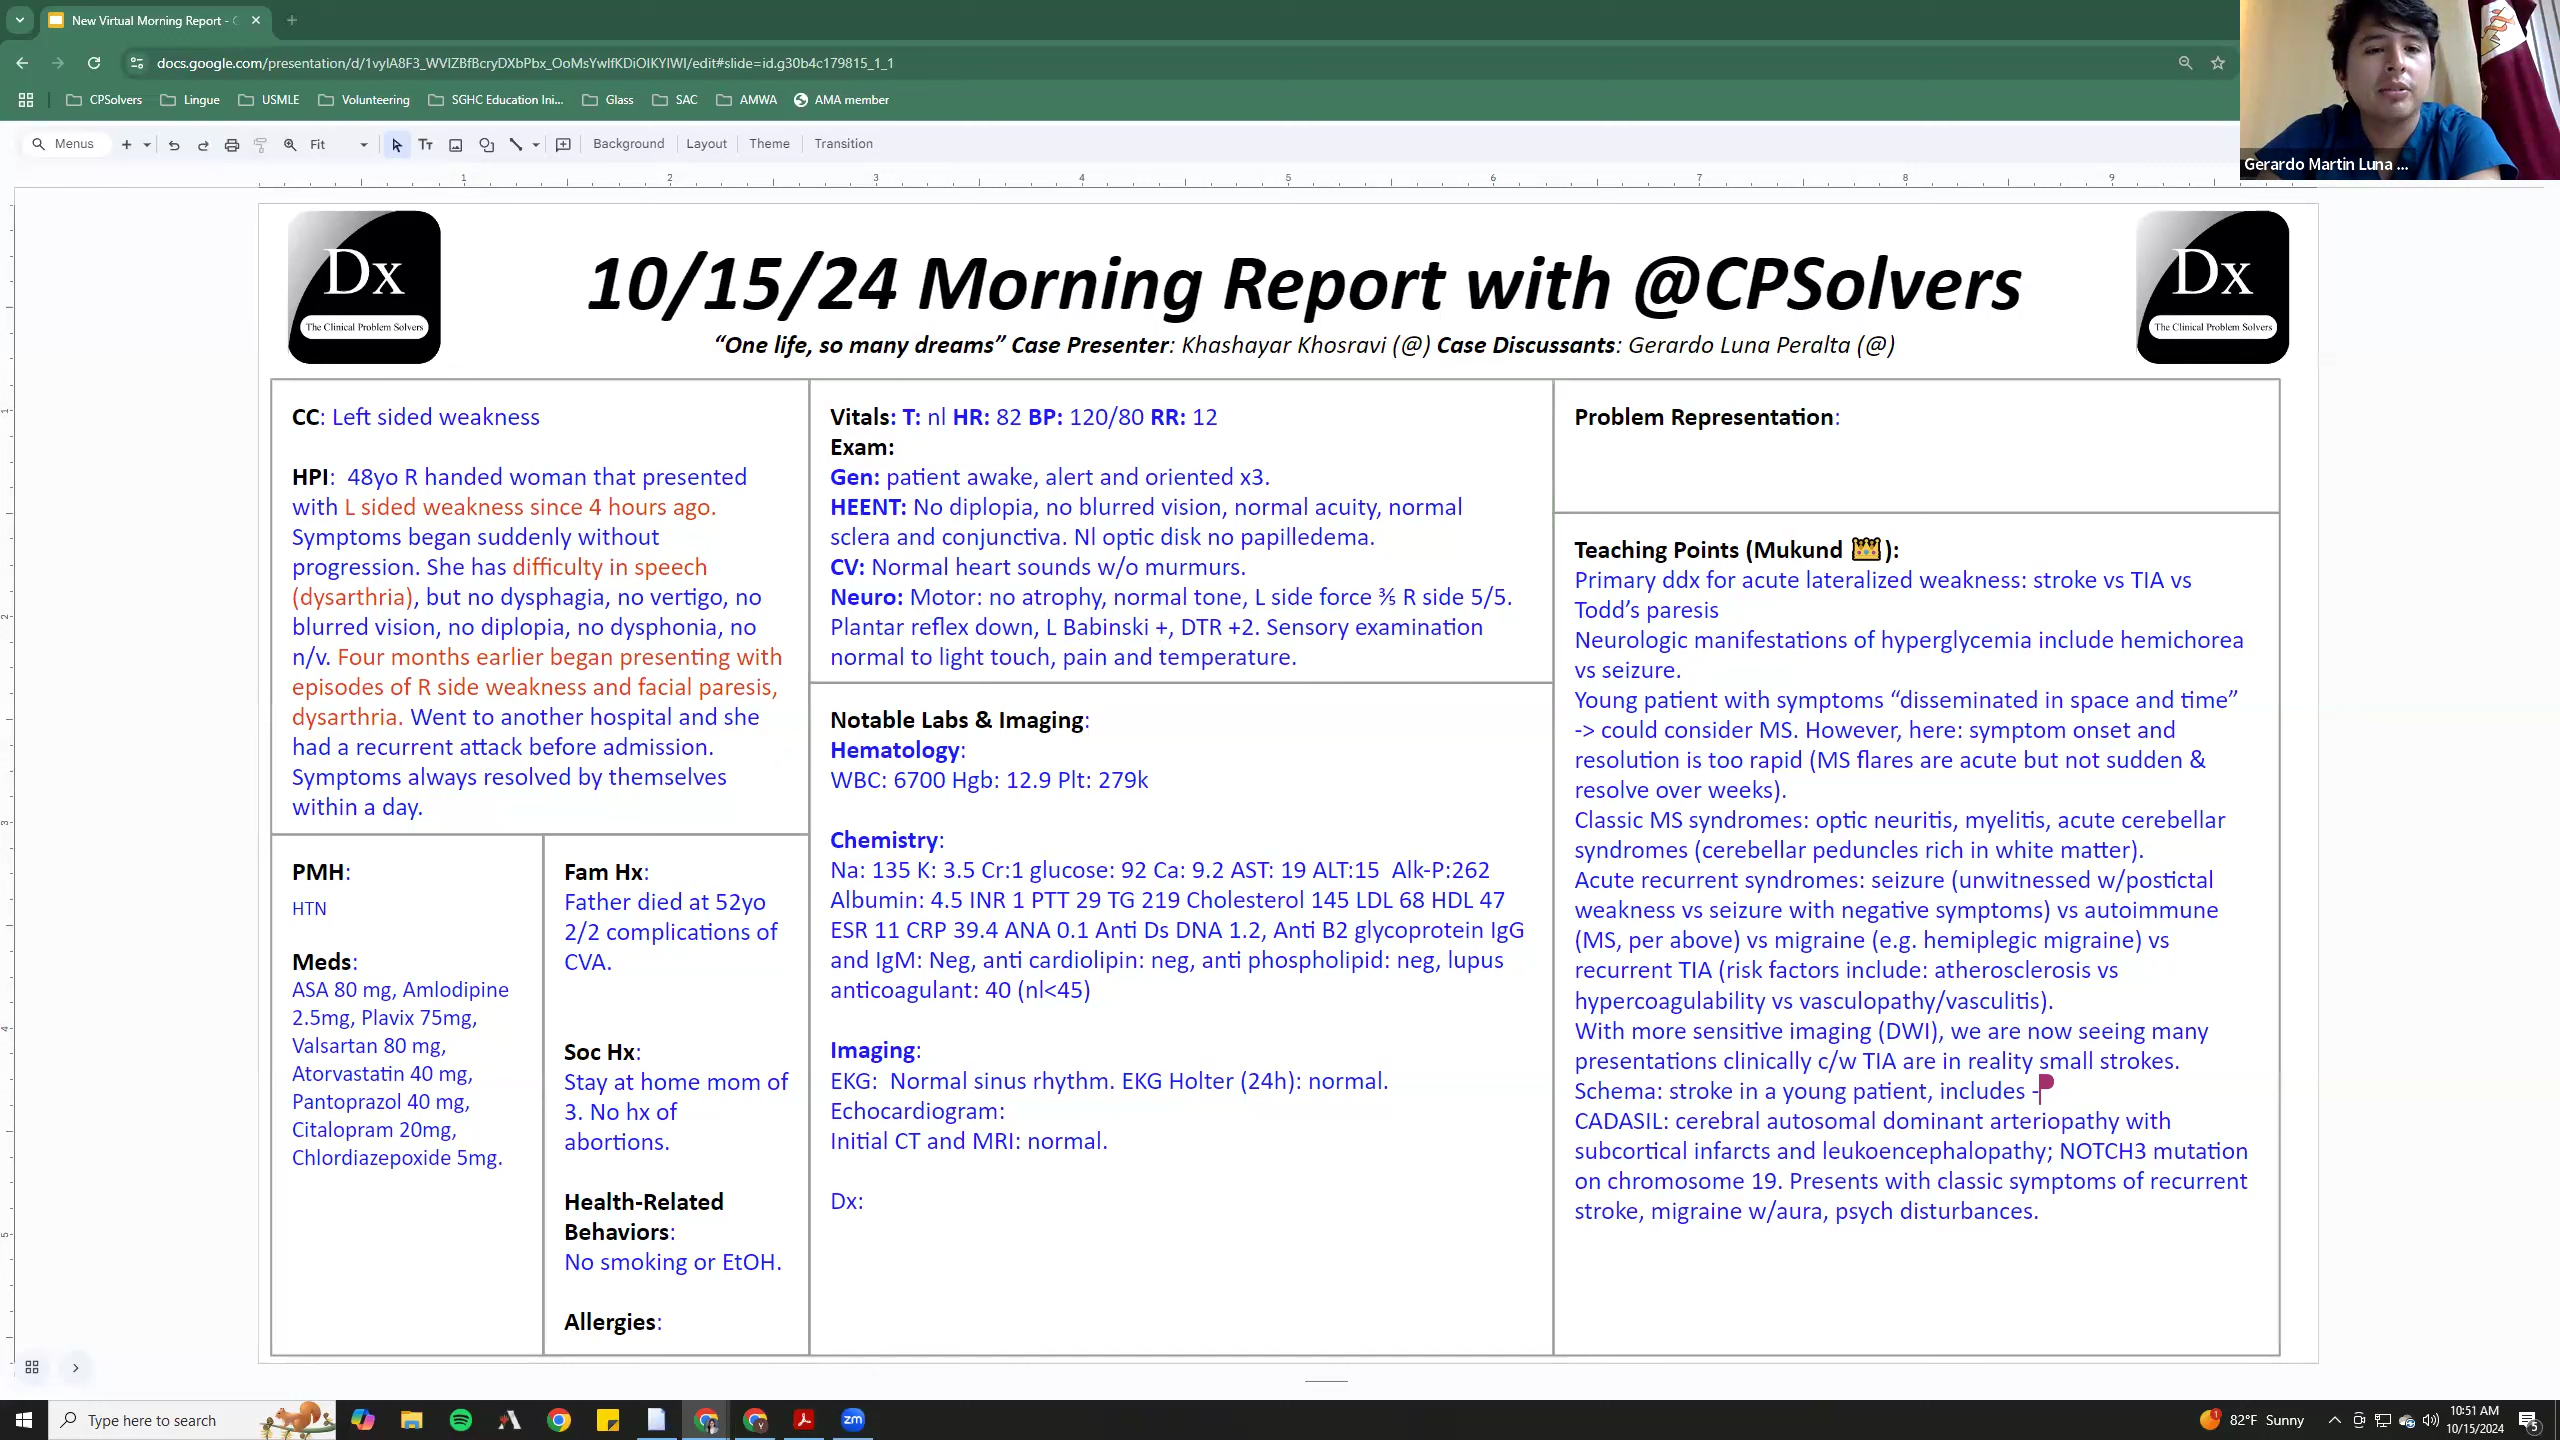 New Virtual Morning Report - C
docs.google.com/presentation/d/1vylA8F3_WVIZBfBcryDXbPbx_OoMsYwlfKDiOIKYIWI/edit#slide=id.g30b4c179815_1_1
CPSolvers Lingue USMLE Volunteering SGHC Education Ini... Glass SAC AMWA AMA member
Menus Fit Background Layout Theme Transition
Gerardo Martin Luna ...
1 2 3 4 5 6 7 8 9
Dx
The Clinical Problem Solvers
10/15/24 Morning Report with @CPSolvers
“One life, so many dreams” Case Presenter: Khashayar Khosravi (@) Case Discussants: Gerardo Luna Peralta (@)
Dx
The Clinical Problem Solvers
CC: Left sided weakness
HPI: 48yo R handed woman that presented
with L sided weakness since 4 hours ago.
Symptoms began suddenly without
progression. She has difficulty in speech
(dysarthria), but no dysphagia, no vertigo, no
blurred vision, no diplopia, no dysphonia, no
n/v. Four months earlier began presenting with
episodes of R side weakness and facial paresis,
dysarthria. Went to another hospital and she
had a recurrent attack before admission.
Symptoms always resolved by themselves
within a day.
PMH:
HTN
Meds:
ASA 80 mg, Amlodipine
2.5mg, Plavix 75mg,
Valsartan 80 mg,
Atorvastatin 40 mg,
Pantoprazol 40 mg,
Citalopram 20mg,
Chlordiazepoxide 5mg.
Fam Hx:
Father died at 52yo
2/2 complications of
CVA.
Soc Hx:
Stay at home mom of
3. No hx of
abortions.
Health-Related
Behaviors:
No smoking or EtOH.
Allergies:
Vitals: T: nl HR: 82 BP: 120/80 RR: 12
Exam:
Gen: patient awake, alert and oriented x3.
HEENT: No diplopia, no blurred vision, normal acuity, normal
sclera and conjunctiva. Nl optic disk no papilledema.
CV: Normal heart sounds w/o murmurs.
Neuro: Motor: no atrophy, normal tone, L side force ⅗ R side 5/5.
Plantar reflex down, L Babinski +, DTR +2. Sensory examination
normal to light touch, pain and temperature.
Notable Labs & Imaging:
Hematology:
WBC: 6700 Hgb: 12.9 Plt: 279k
Chemistry:
Na: 135 K: 3.5 Cr:1 glucose: 92 Ca: 9.2 AST: 19 ALT:15 Alk-P:262
Albumin: 4.5 INR 1 PTT 29 TG 219 Cholesterol 145 LDL 68 HDL 47
ESR 11 CRP 39.4 ANA 0.1 Anti Ds DNA 1.2, Anti B2 glycoprotein IgG
and IgM: Neg, anti cardiolipin: neg, anti phospholipid: neg, lupus
anticoagulant: 40 (nl<45)
Imaging:
EKG: Normal sinus rhythm. EKG Holter (24h): normal.
Echocardiogram:
Initial CT and MRI: normal.
Dx:
Problem Representation:
Teaching Points (Mukund 👑):
Primary ddx for acute lateralized weakness: stroke vs TIA vs
Todd’s paresis
Neurologic manifestations of hyperglycemia include hemichorea
vs seizure.
Young patient with symptoms “disseminated in space and time”
-> could consider MS. However, here: symptom onset and
resolution is too rapid (MS flares are acute but not sudden &
resolve over weeks).
Classic MS syndromes: optic neuritis, myelitis, acute cerebellar
syndromes (cerebellar peduncles rich in white matter).
Acute recurrent syndromes: seizure (unwitnessed w/postictal
weakness vs seizure with negative symptoms) vs autoimmune
(MS, per above) vs migraine (e.g. hemiplegic migraine) vs
recurrent TIA (risk factors include: atherosclerosis vs
hypercoagulability vs vasculopathy/vasculitis).
With more sensitive imaging (DWI), we are now seeing many
presentations clinically c/w TIA are in reality small strokes.
Schema: stroke in a young patient, includes -
CADASIL: cerebral autosomal dominant arteriopathy with
subcortical infarcts and leukoencephalopathy; NOTCH3 mutation
on chromosome 19. Presents with classic symptoms of recurrent
stroke, migraine w/aura, psych disturbances.
Type here to search
zm
82°F Sunny
10:51 AM
10/15/2024
5